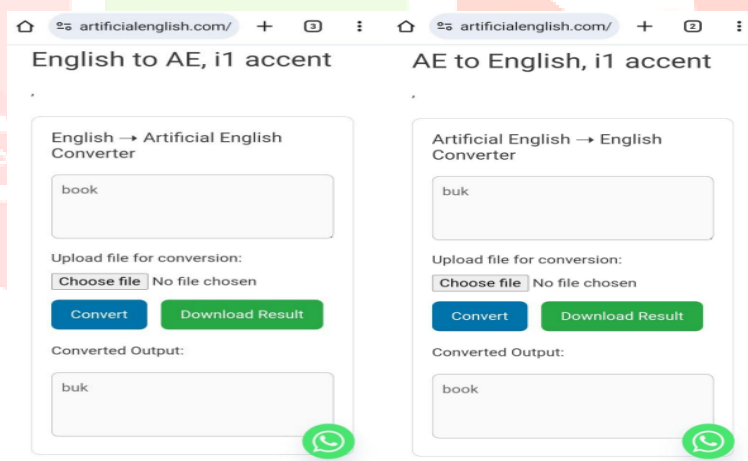 artificialenglish.com/ + 3
English to AE, i1 accent
,
English → Artificial English
Converter
book
Upload file for conversion:
Choose file No file chosen
Convert Download Result
Converted Output:
buk
artificialenglish.com/ + 2
AE to English, i1 accent
,
Artificial English → English
Converter
buk
Upload file for conversion:
Choose file No file chosen
Convert Download Result
Converted Output:
book